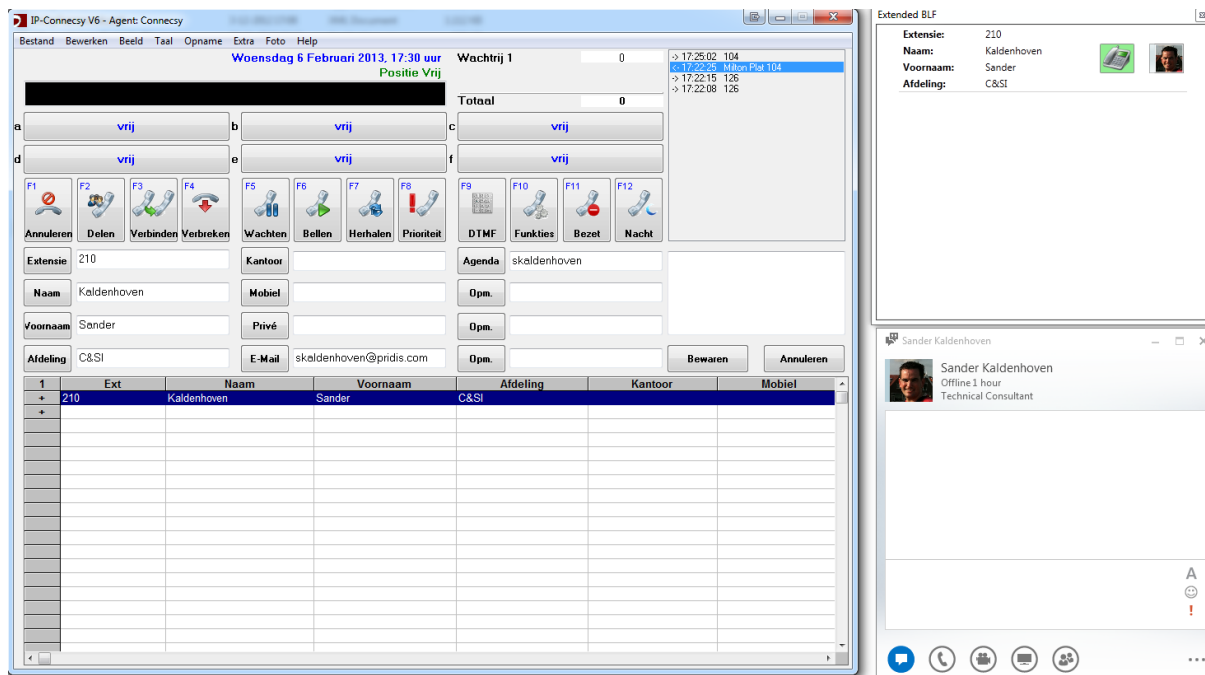 IP-Connecsy V6 - Agent: Connecsy
Bestand Bewerken Beeld Taal Opname Extra Foto Help
Woensdag 6 Februari 2013, 17:30 uur
Positie Vrij
Wachtrij 1 0
Totaal 0
-> 17:25:02 104
<- 17:22:25 Milton Plat 104
-> 17:22:15 126
-> 17:22:08 126
a vrij b vrij c vrij
d vrij e vrij f vrij
F1 F2 F3 F4 F5 F6 F7 F8 F9 F10 F11 F12
Annuleren Delen Verbinden Verbreken Wachten Bellen Herhalen Prioriteit DTMF Funkties Bezet Nacht
Extensie 210 Kantoor Agenda skaldenhoven
Naam Kaldenhoven Mobiel Opm.
Voornaam Sander Privé Opm.
Afdeling C&SI E-Mail skaldenhoven@pridis.com Opm. Bewaren Annuleren
1 Ext Naam Voornaam Afdeling Kantoor Mobiel
+ 210 Kaldenhoven Sander C&SI
+
Extended BLF
Extensie: 210
Naam: Kaldenhoven
Voornaam: Sander
Afdeling: C&SI
Sander Kaldenhoven
Sander Kaldenhoven
Offline 1 hour
Technical Consultant
A
!